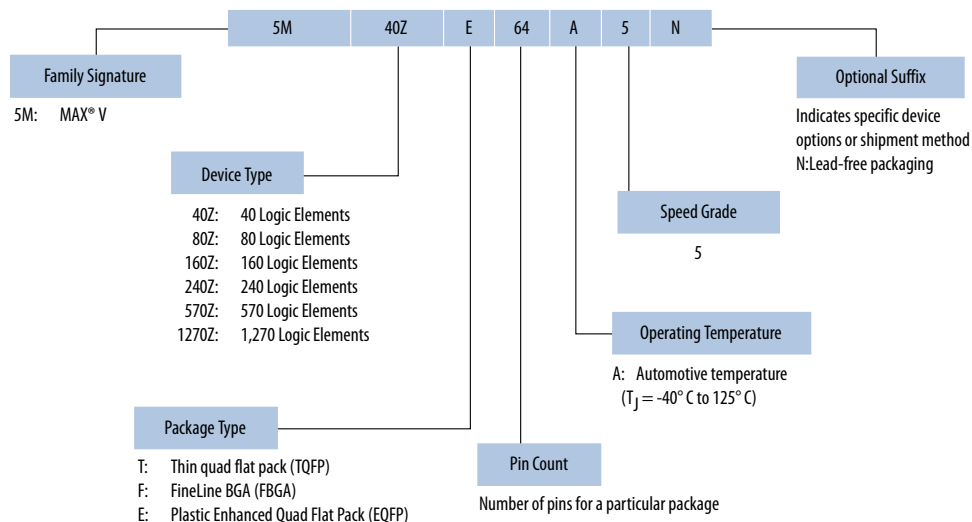 5M 40Z E 64 A 5 N
Family Signature
5M: MAX® V
Optional Suffix
Indicates specific device
options or shipment method
N:Lead-free packaging
Device Type
40Z: 40 Logic Elements
80Z: 80 Logic Elements
160Z: 160 Logic Elements
240Z: 240 Logic Elements
570Z: 570 Logic Elements
1270Z: 1,270 Logic Elements
Speed Grade
5
Operating Temperature
A: Automotive temperature
(TJ = -40° C to 125° C)
Package Type
T: Thin quad flat pack (TQFP)
F: FineLine BGA (FBGA)
E: Plastic Enhanced Quad Flat Pack (EQFP)
Pin Count
Number of pins for a particular package